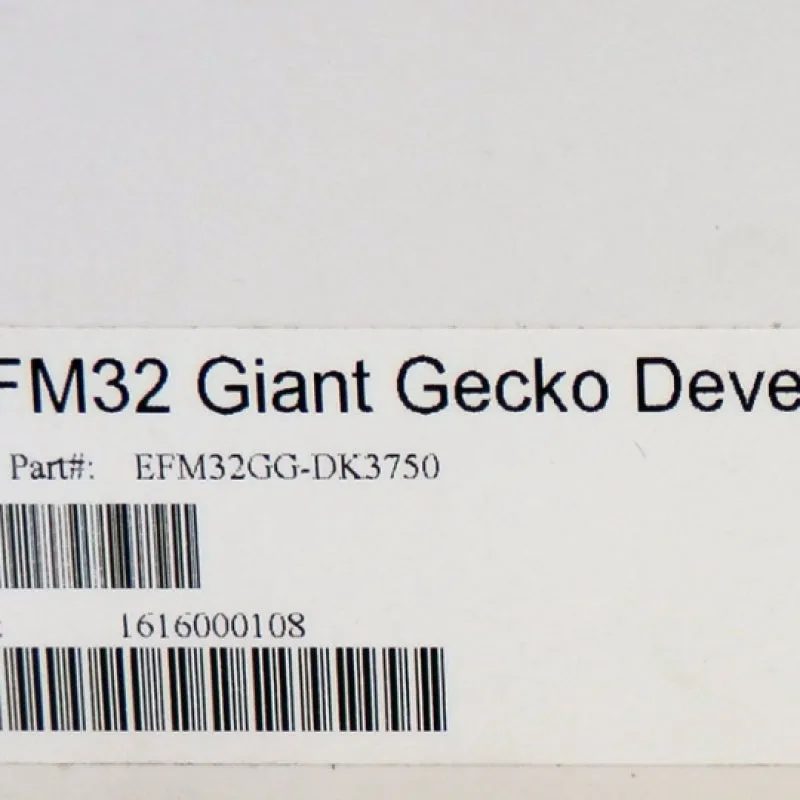 FM32 Giant Gecko Deve
Part#: EFM32GG-DK3750
: 1616000108